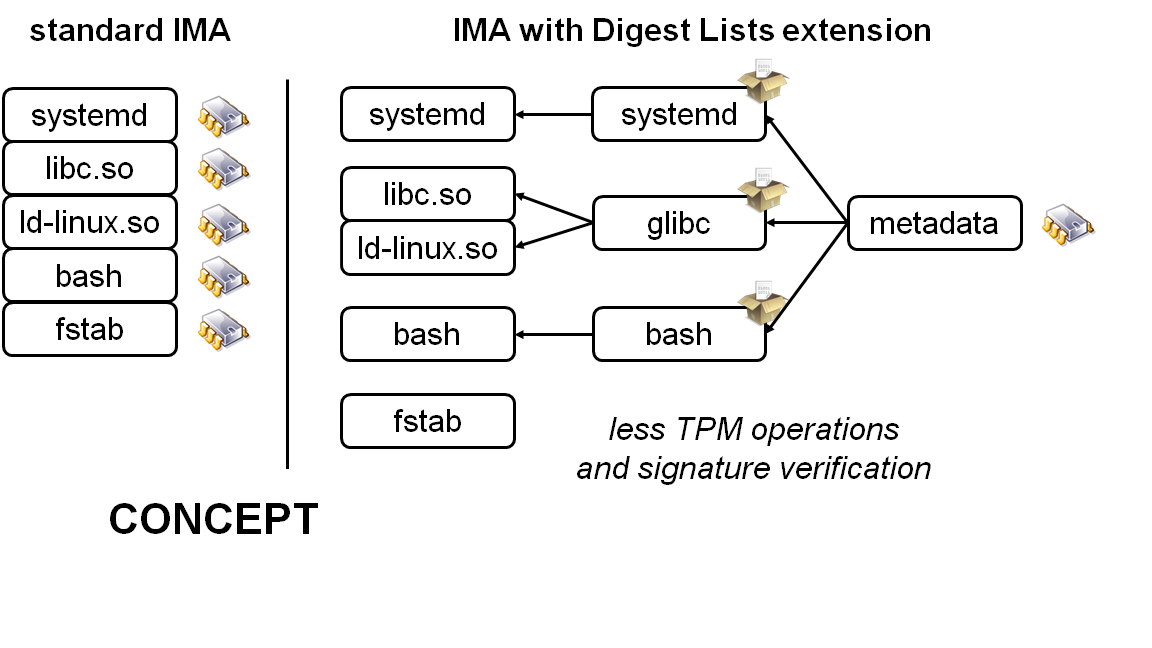 standard IMA
IMA with Digest Lists extension
systemd
libc.so
ld-linux.so
bash
fstab
systemd
libc.so
ld-linux.so
bash
fstab
systemd
glibc
bash
metadata
less TPM operations
and signature verification
CONCEPT